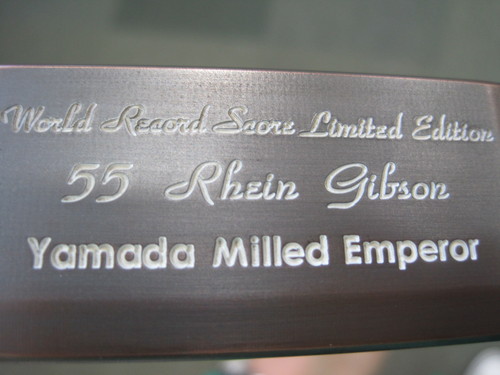 World Record Score Limited Edition
55 Rhein Gibson
Yamada Milled Emperor